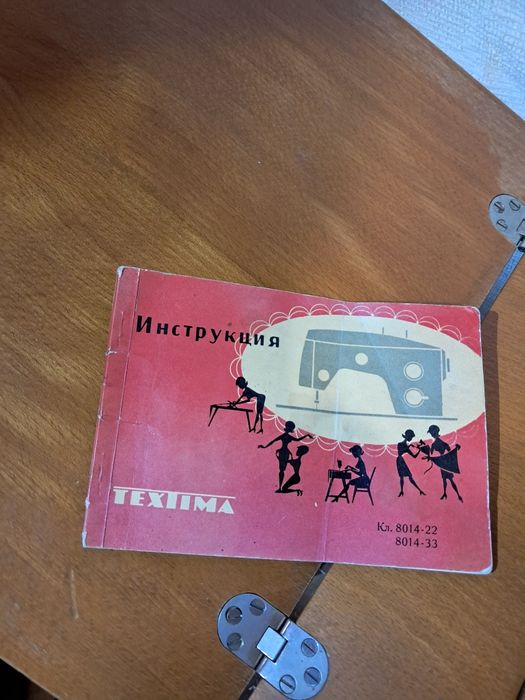 Инструкция
TEXTIMA
Кл. 8014-22
8014-33